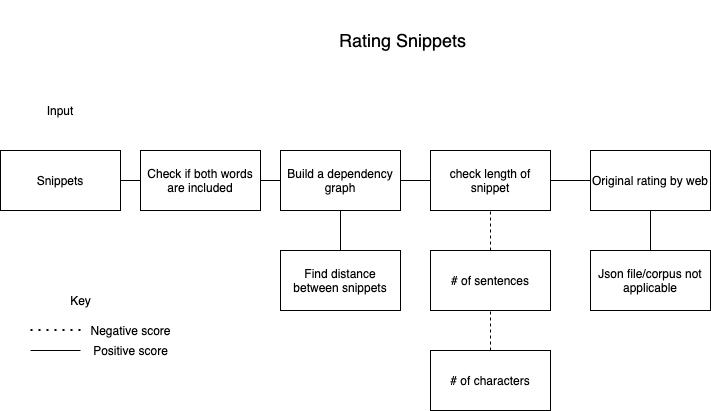 Rating Snippets
Input
Snippets
Check if both words
are included
Build a dependency
graph
check length of
snippet
Original rating by web
Find distance
between snippets
# of sentences
Json file/corpus not
applicable
Key
Negative score
Positive score
# of characters